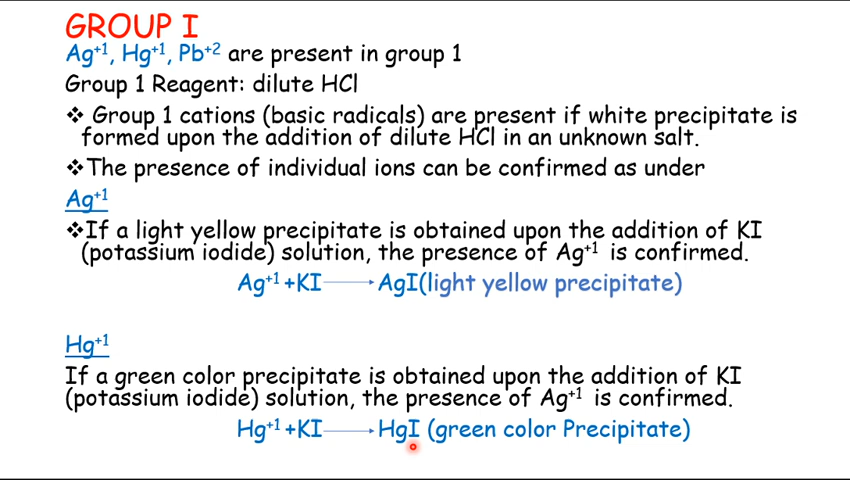 GROUP I
Ag+1, Hg+1, Pb+2 are present in group 1
Group 1 Reagent: dilute HCl
❖ Group 1 cations (basic radicals) are present if white precipitate is
formed upon the addition of dilute HCl in an unknown salt.
❖The presence of individual ions can be confirmed as under
Ag+1
❖If a light yellow precipitate is obtained upon the addition of KI
(potassium iodide) solution, the presence of Ag+1 is confirmed.
Ag+1 +KI ⟶ AgI(light yellow precipitate)
Hg+1
If a green color precipitate is obtained upon the addition of KI
(potassium iodide) solution, the presence of Ag+1 is confirmed.
Hg+1 +KI ⟶ HgI (green color Precipitate)